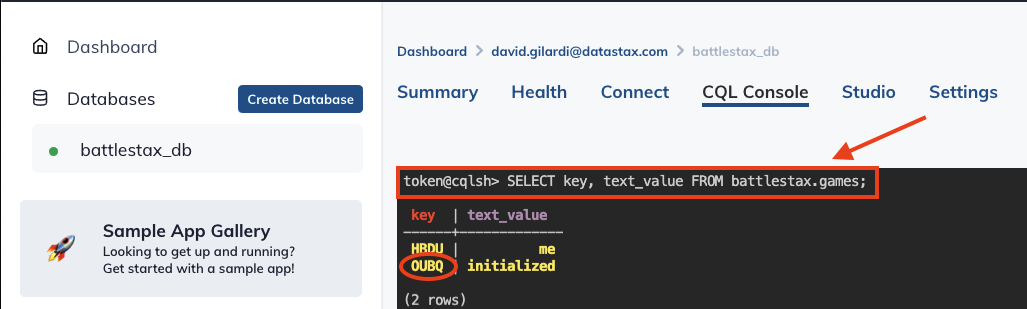 Dashboard
Databases
Create Database
battlestax_db
Sample App Gallery
Looking to get up and running?
Get started with a sample app!
Dashboard > david.gilardi@datastax.com > battlestax_db
Summary Health Connect CQL Console Studio Settings
token@cqlsh> SELECT key, text_value FROM battlestax.games;
key | text_value
------+-------------
HBDU | me
OUBQ | initialized
(2 rows)